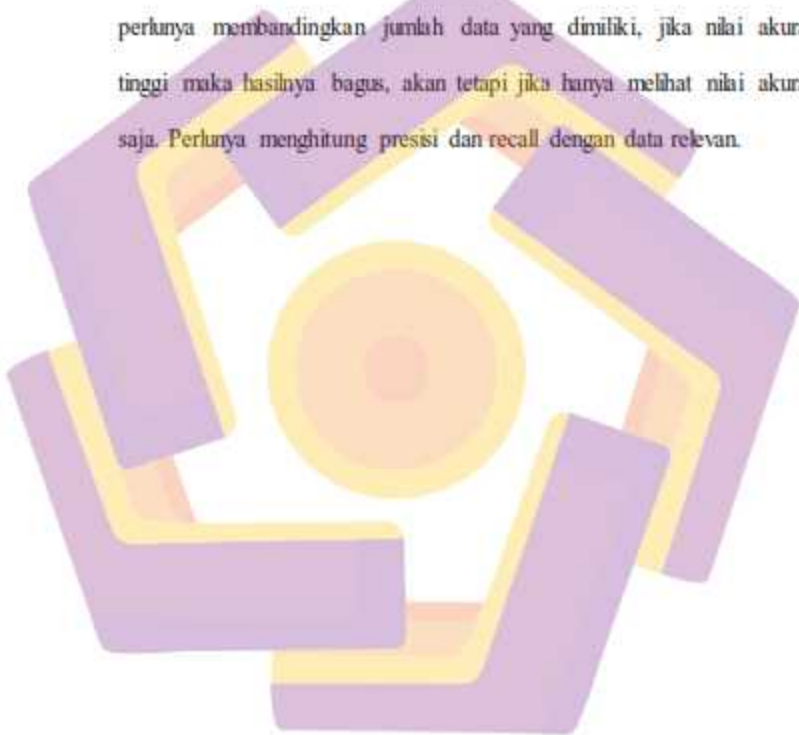 perlunya membandingkan jumlah data yang dimiliki, jika nilai akur
tinggi maka hasilnya bagus, akan tetapi jika hanya melihat nilai akur
saja. Perlunya menghitung presisi dan recall dengan data relevan.